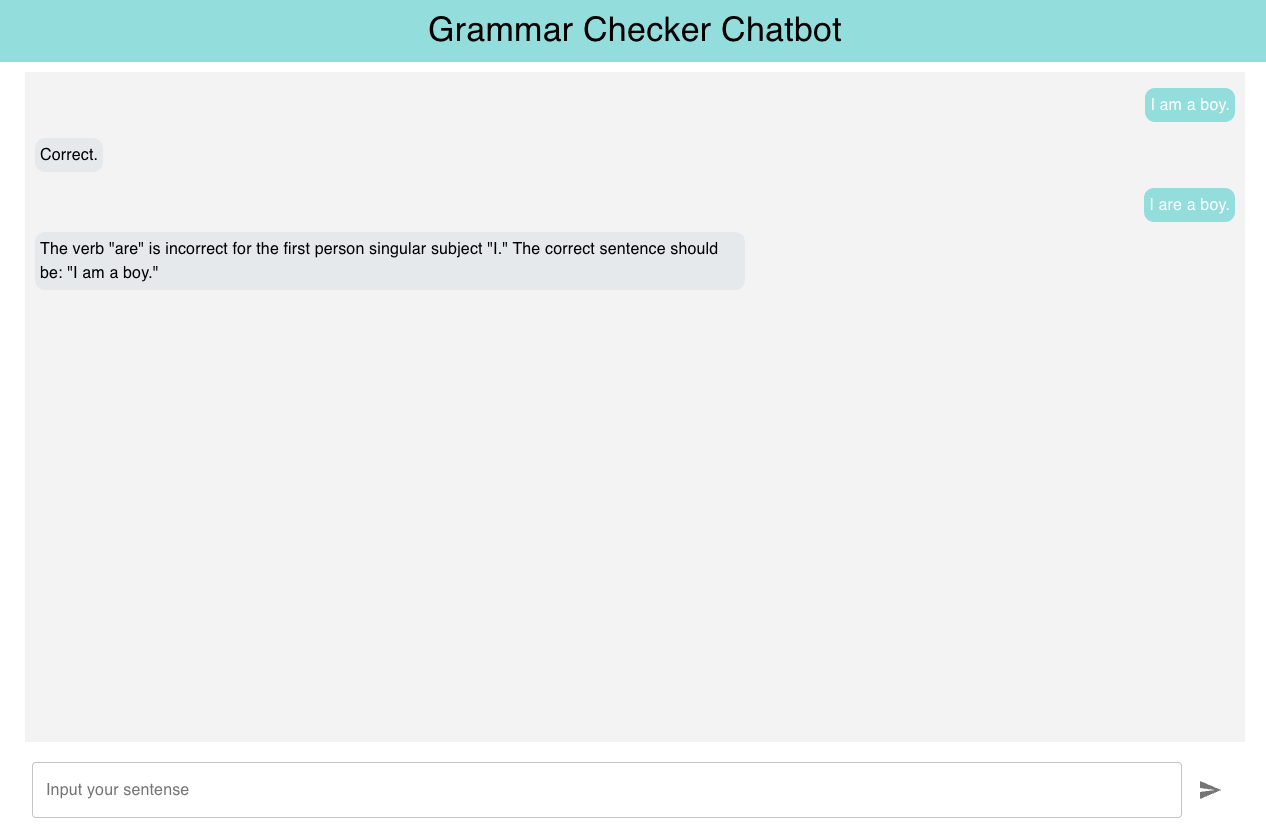 Grammar Checker Chatbot
I am a boy.
Correct.
I are a boy.
The verb "are" is incorrect for the first person singular subject "I." The correct sentence should
be: "I am a boy."
Input your sentense